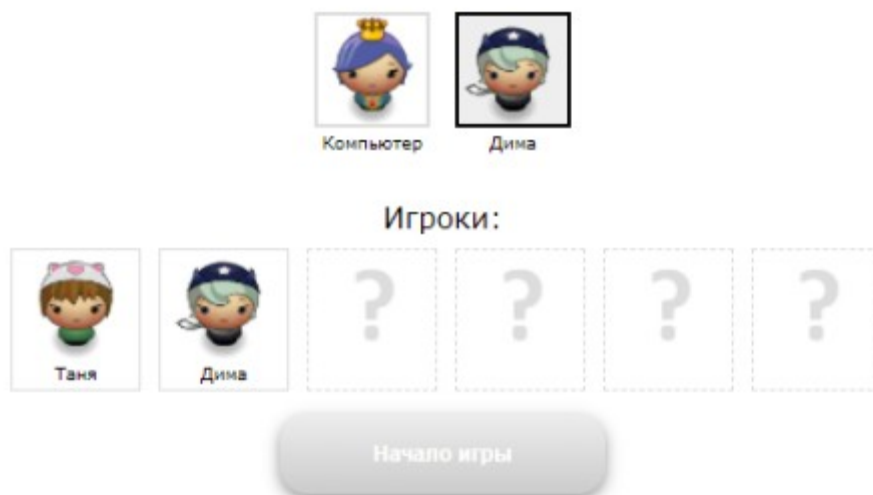 Компьютер Дима
Игроки:
? ? ? ?
Таня Дима
Начало игры